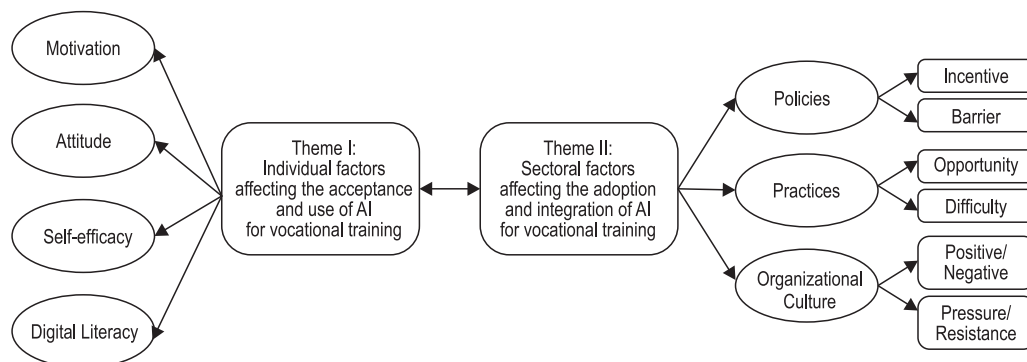 Motivation
Attitude
Self-efficacy
Digital Literacy
Theme I:
Individual factors
affecting the acceptance
and use of AI
for vocational training
Theme II:
Sectoral factors
affecting the adoption
and integration of AI
for vocational training
Policies
Practices
Organizational
Culture
Incentive
Barrier
Opportunity
Difficulty
Positive/
Negative
Pressure/
Resistance